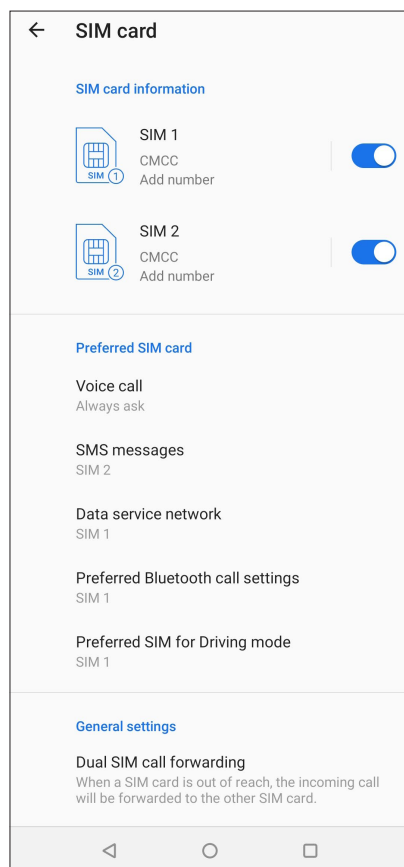 SIM card
SIM card information
SIM 1
CMCC
Add number
SIM 1
SIM 2
CMCC
Add number
SIM 2
Preferred SIM card
Voice call
Always ask
SMS messages
SIM 2
Data service network
SIM 1
Preferred Bluetooth call settings
SIM 1
Preferred SIM for Driving mode
SIM 1
General settings
Dual SIM call forwarding
When a SIM card is out of reach, the incoming call
will be forwarded to the other SIM card.